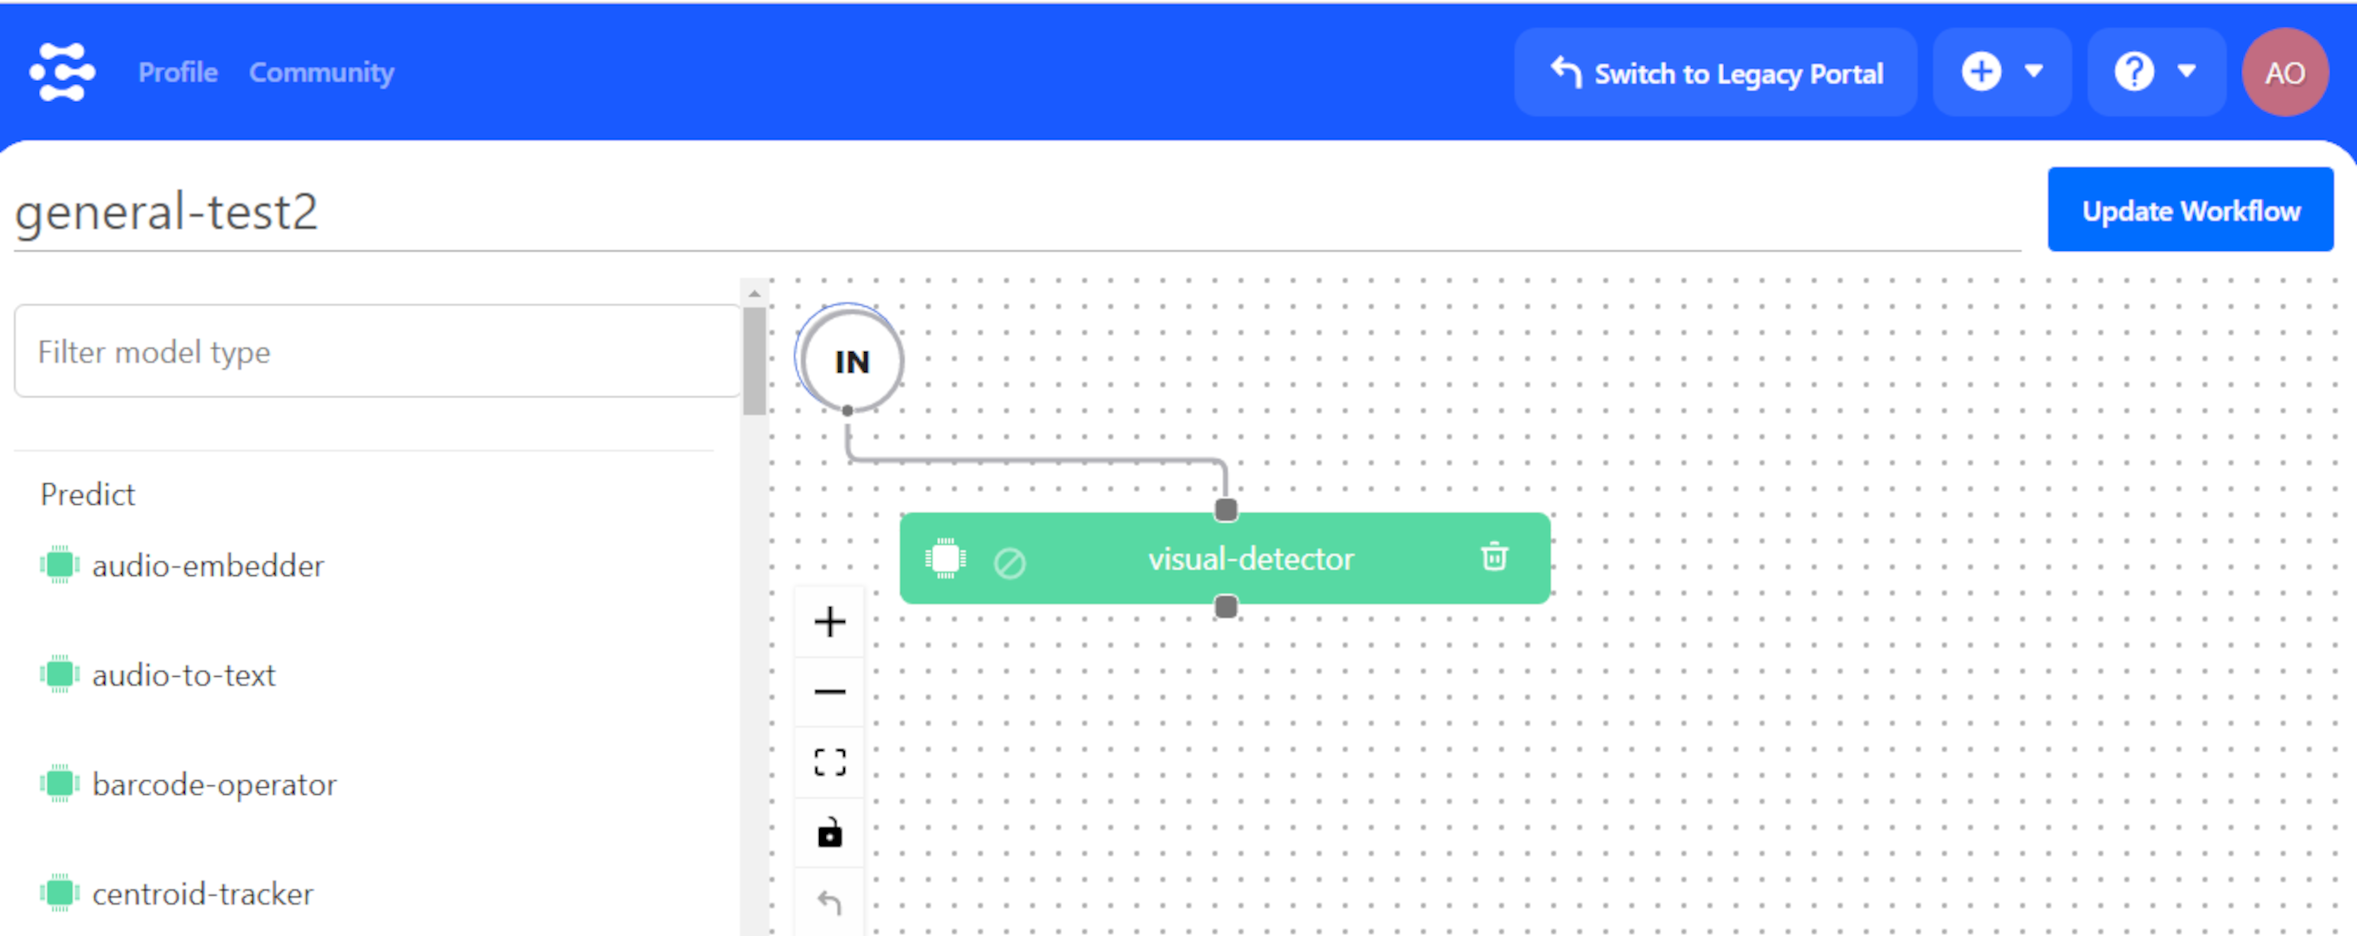 Profile Community Switch to Legacy Portal AO
general-test2 Update Workflow
Filter model type
IN
Predict
visual-detector
audio-embedder
audio-to-text
barcode-operator
centroid-tracker